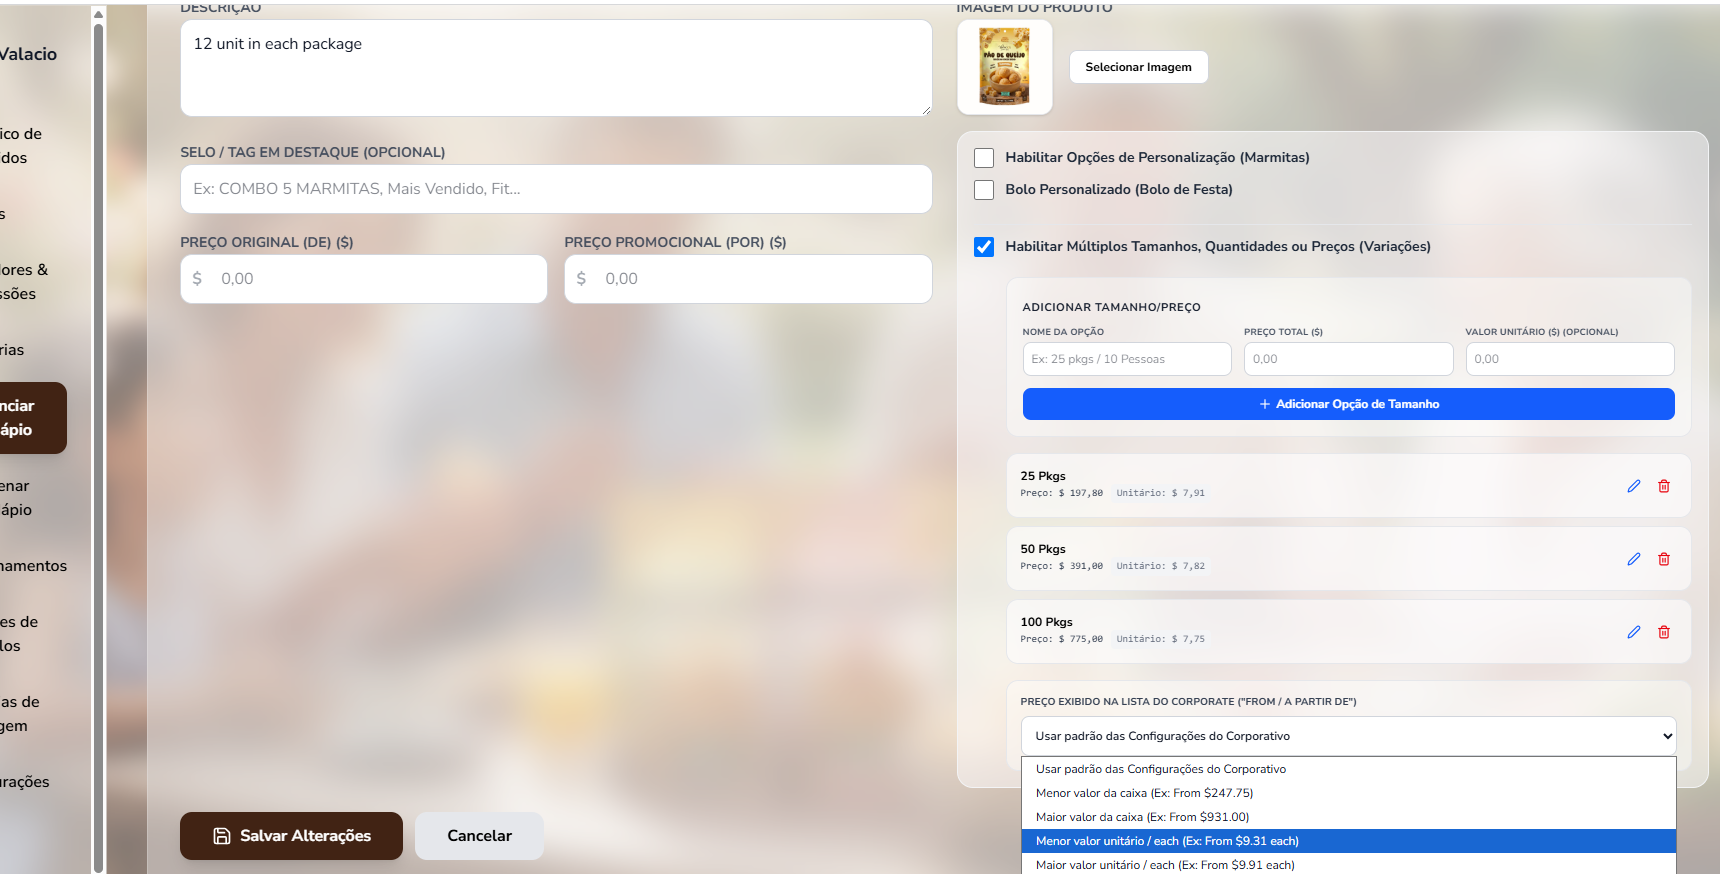 Valacio
ico de
idos
s
ores &
ssões
rias
nciar
ápio
enar
ápio
namentos
es de
los
as de
gem
urações
DESCRIÇÃO
12 unit in each package
SELO / TAG EM DESTAQUE (OPCIONAL)
Ex: COMBO 5 MARMITAS, Mais Vendido, Fit...
PREÇO ORIGINAL (DE) ($)
$ 0,00
PREÇO PROMOCIONAL (POR) ($)
$ 0,00
Salvar Alterações
Cancelar
IMAGEM DO PRODUTO
PÃO DE QUEIJO
Selecionar Imagem
Habilitar Opções de Personalização (Marmitas)
Bolo Personalizado (Bolo de Festa)
Habilitar Múltiplos Tamanhos, Quantidades ou Preços (Variações)
ADICIONAR TAMANHO/PREÇO
NOME DA OPÇÃO
Ex: 25 pkgs / 10 Pessoas
PREÇO TOTAL ($)
0,00
VALOR UNITÁRIO ($) (OPCIONAL)
0,00
+ Adicionar Opção de Tamanho
25 Pkgs
Preço: $ 197,80 Unitário: $ 7,91
50 Pkgs
Preço: $ 391,00 Unitário: $ 7,82
100 Pkgs
Preço: $ 775,00 Unitário: $ 7,75
PREÇO EXIBIDO NA LISTA DO CORPORATE ("FROM / A PARTIR DE")
Usar padrão das Configurações do Corporativo
Usar padrão das Configurações do Corporativo
Menor valor da caixa (Ex: From $247.75)
Maior valor da caixa (Ex: From $931.00)
Menor valor unitário / each (Ex: From $9.31 each)
Maior valor unitário / each (Ex: From $9.91 each)